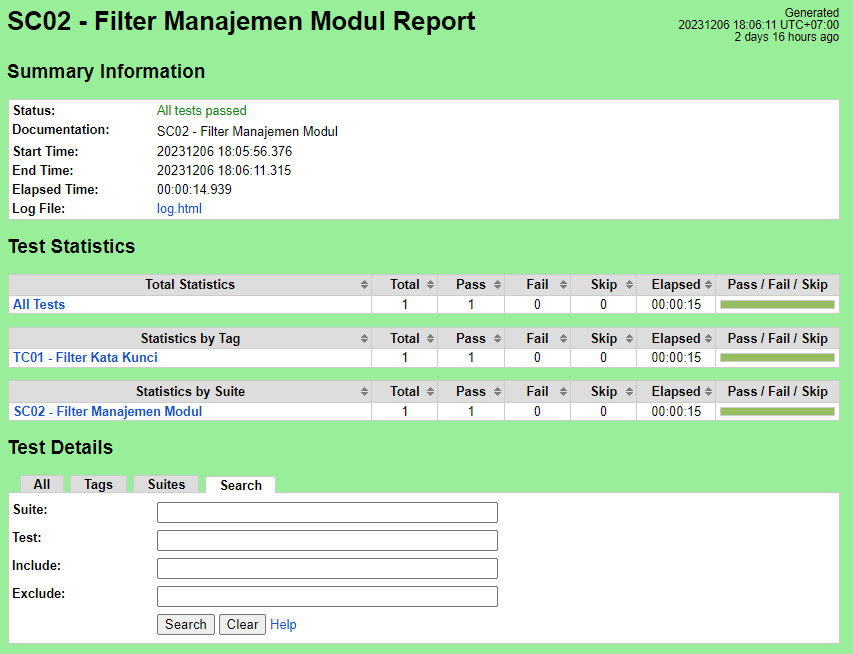 SC02 - Filter Manajemen Modul Report
Generated
20231206 18:06:11 UTC+07:00
2 days 16 hours ago
Summary Information
Status: All tests passed
Documentation: SC02 - Filter Manajemen Modul
Start Time: 20231206 18:05:56.376
End Time: 20231206 18:06:11.315
Elapsed Time: 00:00:14.939
Log File: log.html
Test Statistics
Total Statistics Total Pass Fail Skip Elapsed Pass / Fail / Skip
All Tests 1 1 0 0 00:00:15
Statistics by Tag Total Pass Fail Skip Elapsed Pass / Fail / Skip
TC01 - Filter Kata Kunci 1 1 0 0 00:00:15
Statistics by Suite Total Pass Fail Skip Elapsed Pass / Fail / Skip
SC02 - Filter Manajemen Modul 1 1 0 0 00:00:15
Test Details
All Tags Suites Search
Suite:
Test:
Include:
Exclude:
Search Clear Help